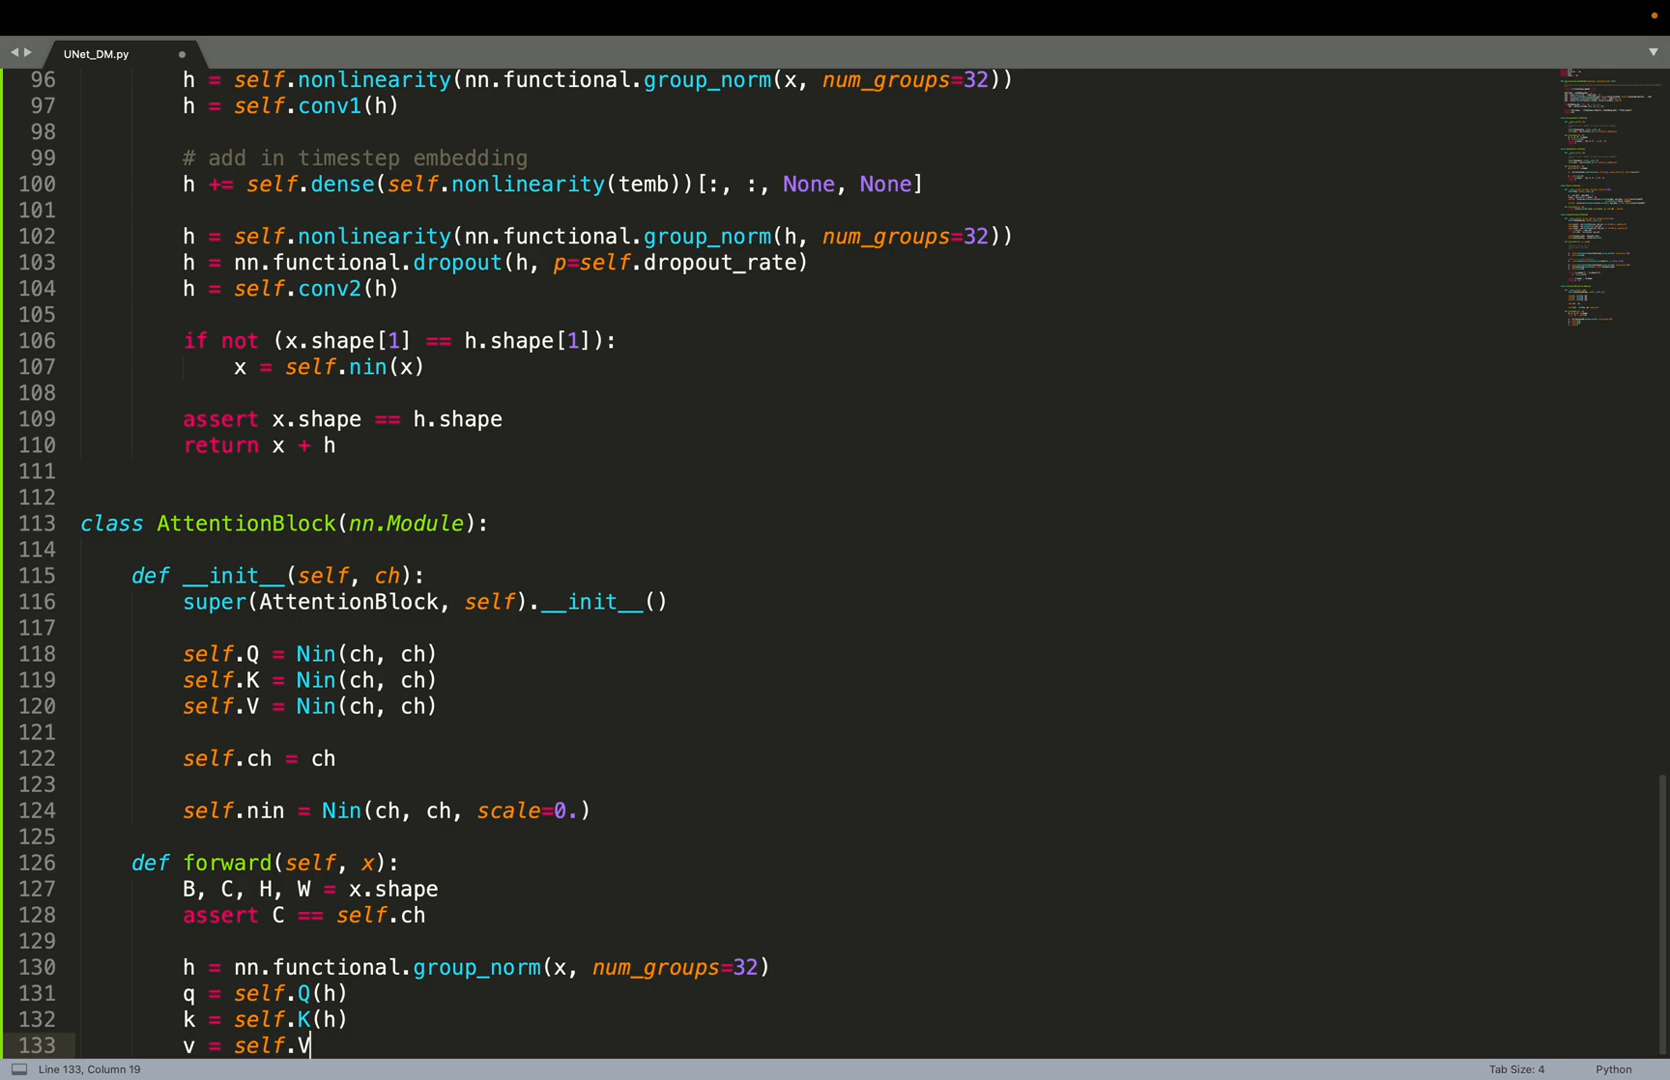 UNet_DM.py
96 h = self.nonlinearity(nn.functional.group_norm(x, num_groups=32))
97 h = self.conv1(h)
98
99 # add in timestep embedding
100 h += self.dense(self.nonlinearity(temb))[:, :, None, None]
101
102 h = self.nonlinearity(nn.functional.group_norm(h, num_groups=32))
103 h = nn.functional.dropout(h, p=self.dropout_rate)
104 h = self.conv2(h)
105
106 if not (x.shape[1] == h.shape[1]):
107 x = self.nin(x)
108
109 assert x.shape == h.shape
110 return x + h
111
112
113 class AttentionBlock(nn.Module):
114
115 def __init__(self, ch):
116 super(AttentionBlock, self).__init__()
117
118 self.Q = Nin(ch, ch)
119 self.K = Nin(ch, ch)
120 self.V = Nin(ch, ch)
121
122 self.ch = ch
123
124 self.nin = Nin(ch, ch, scale=0.)
125
126 def forward(self, x):
127 B, C, H, W = x.shape
128 assert C == self.ch
129
130 h = nn.functional.group_norm(x, num_groups=32)
131 q = self.Q(h)
132 k = self.K(h)
133 v = self.V
Line 133, Column 19
Tab Size: 4
Python